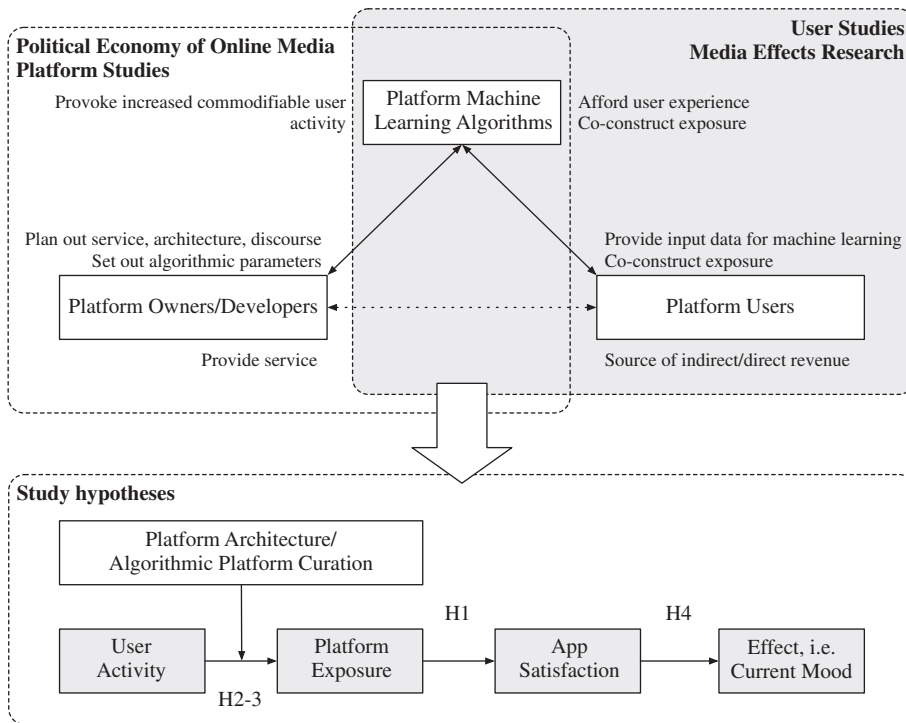 Political Economy of Online Media
Platform Studies
User Studies
Media Effects Research
Provoke increased commodifiable user
activity
Platform Machine
Learning Algorithms
Afford user experience
Co-construct exposure
Plan out service, architecture, discourse
Set out algorithmic parameters
Provide input data for machine learning
Co-construct exposure
Platform Owners/Developers
Platform Users
Provide service
Source of indirect/direct revenue
Study hypotheses
Platform Architecture/
Algorithmic Platform Curation
User
Activity
H2-3
Platform
Exposure
H1
App
Satisfaction
H4
Effect, i.e.
Current Mood